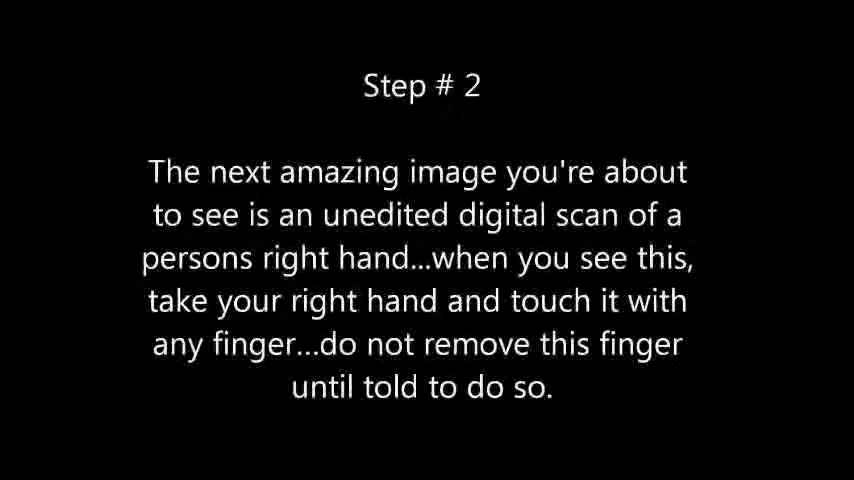 Step # 2
The next amazing image you're about
to see is an unedited digital scan of a
persons right hand...when you see this,
take your right hand and touch it with
any finger...do not remove this finger
until told to do so.